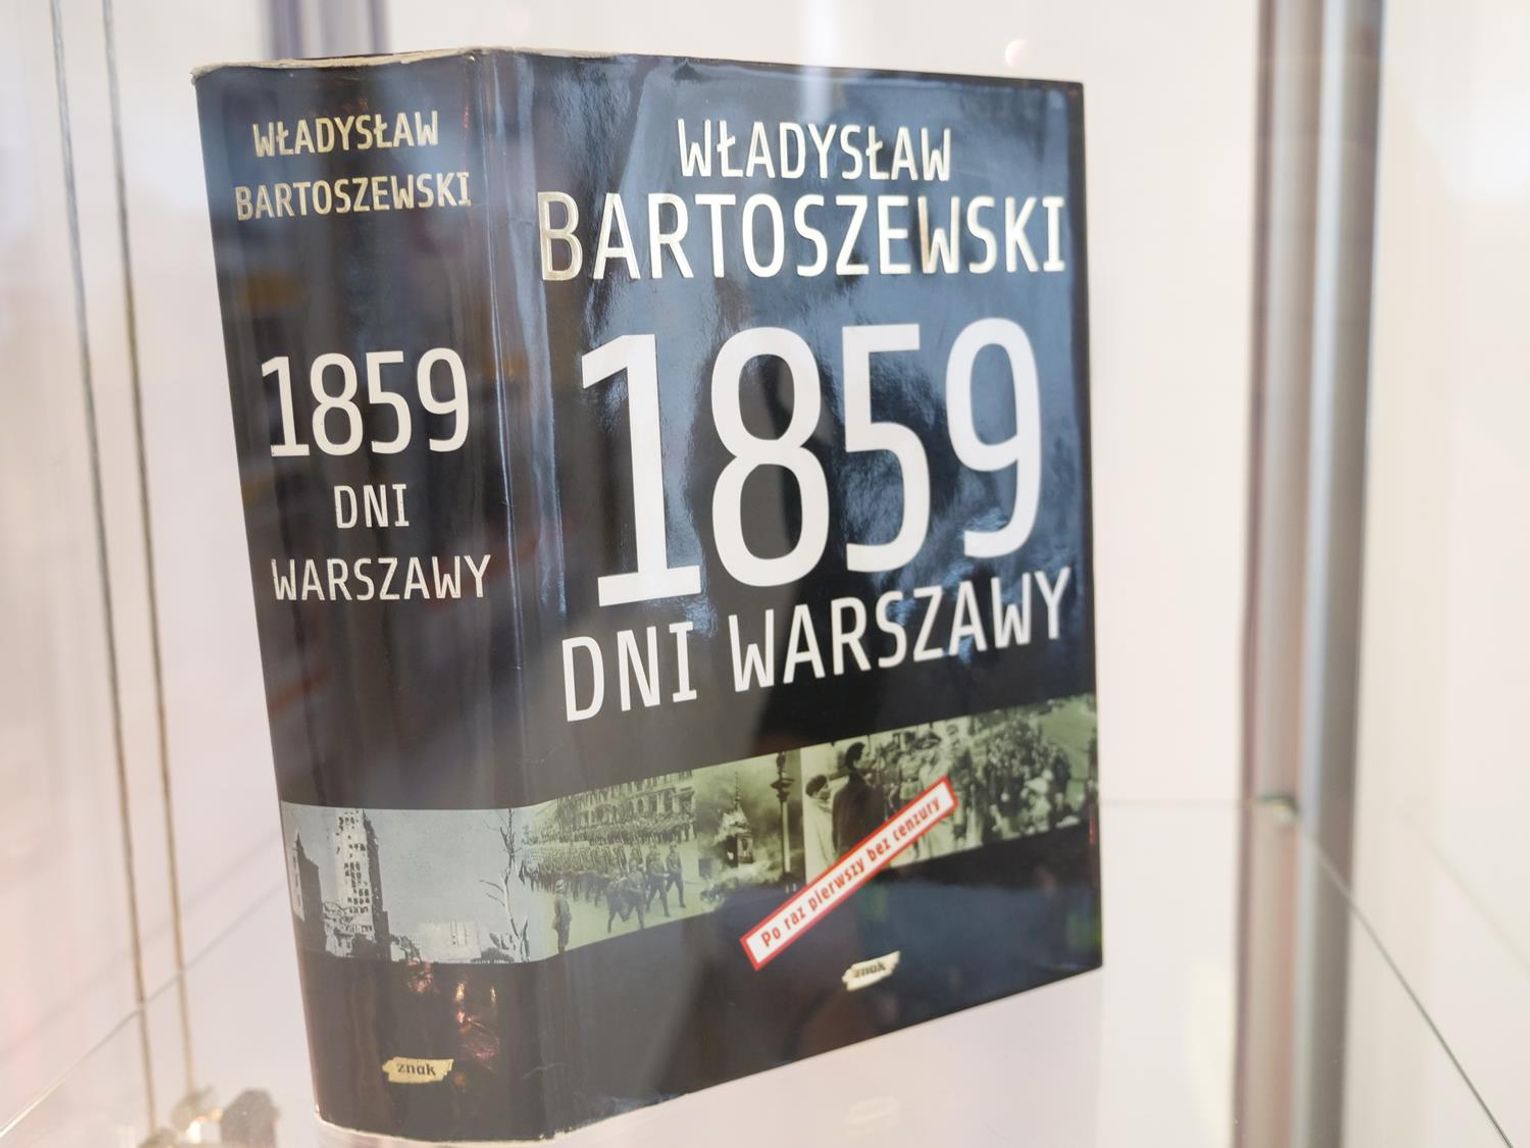 WŁADYSŁAW
BARTOSZEWSKI
1859
DNI
WARSZAWY
znak
WŁADYSŁAW
BARTOSZEWSKI
1859
DNI WARSZAWY
Po raz pierwszy bez cenzury
znak